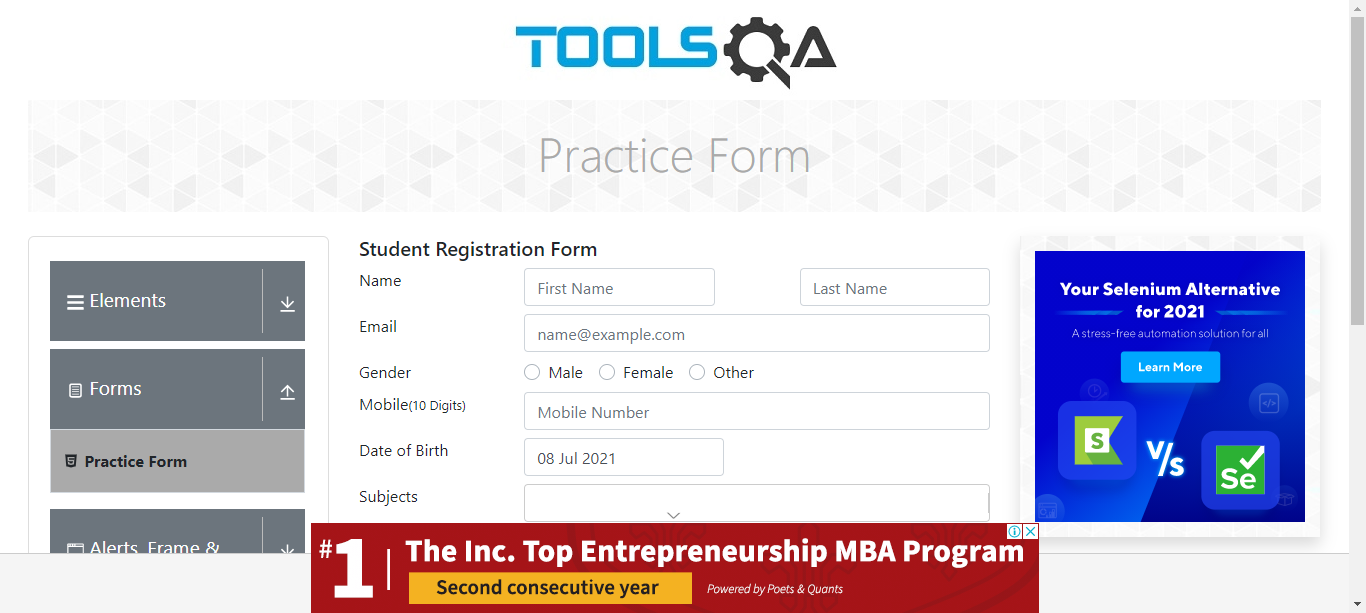 TOOLSQA
Practice Form
Elements
Forms
Practice Form
Alerts, Frame &
Student Registration Form
Name
First Name
Last Name
Email
name@example.com
Gender
Male
Female
Other
Mobile(10 Digits)
Mobile Number
Date of Birth
08 Jul 2021
Subjects
Your Selenium Alternative
for 2021
A stress-free automation solution for all
Learn More
S
V/s
Se
#1
The Inc. Top Entrepreneurship MBA Program
Second consecutive year
Powered by Poets & Quants